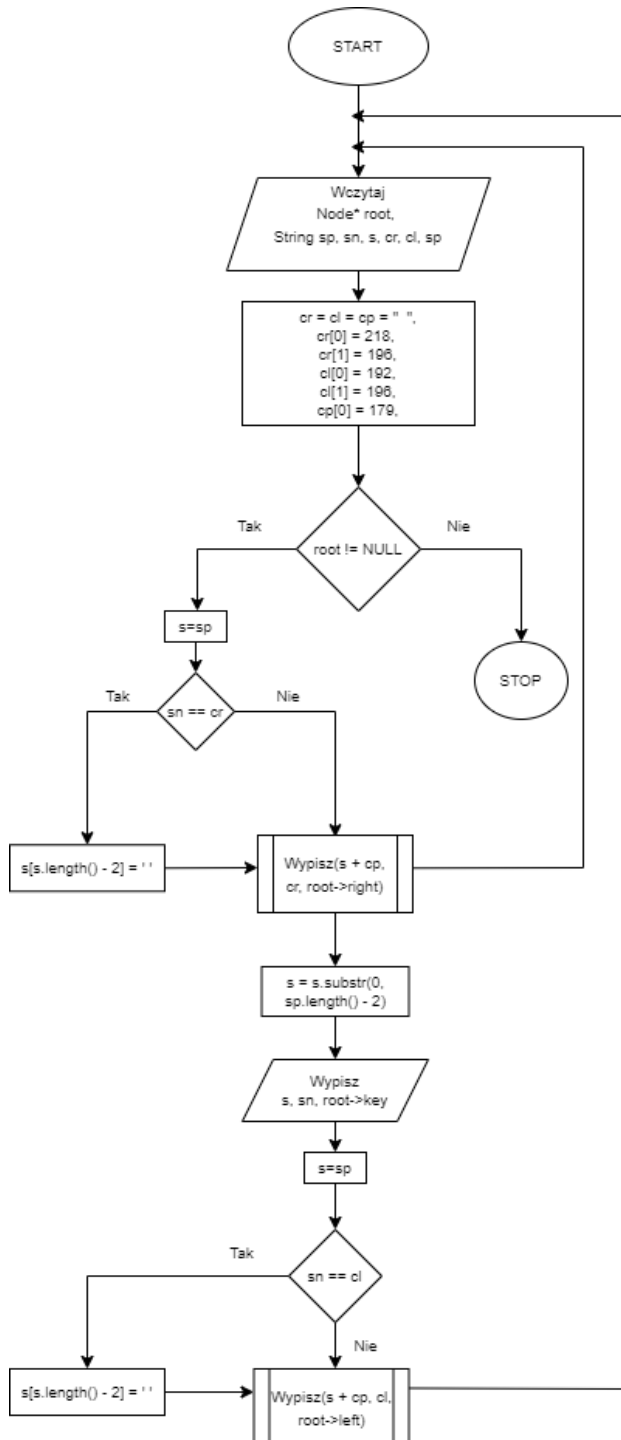 START
Wczytaj
Node* root,
String sp, sn, s, cr, cl, sp
cr = cl = cp = "  ",
cr[0] = 218,
cr[1] = 196,
cl[0] = 192,
cl[1] = 196,
cp[0] = 179,
Tak
root != NULL
Nie
s=sp
STOP
Tak
sn == cr
Nie
s[s.length() - 2] = ' '
Wypisz(s + cp,
cr, root->right)
s = s.substr(0,
sp.length() - 2)
Wypisz
s, sn, root->key
s=sp
Tak
sn == cl
Nie
s[s.length() - 2] = ' '
Wypisz(s + cp, cl,
root->left)